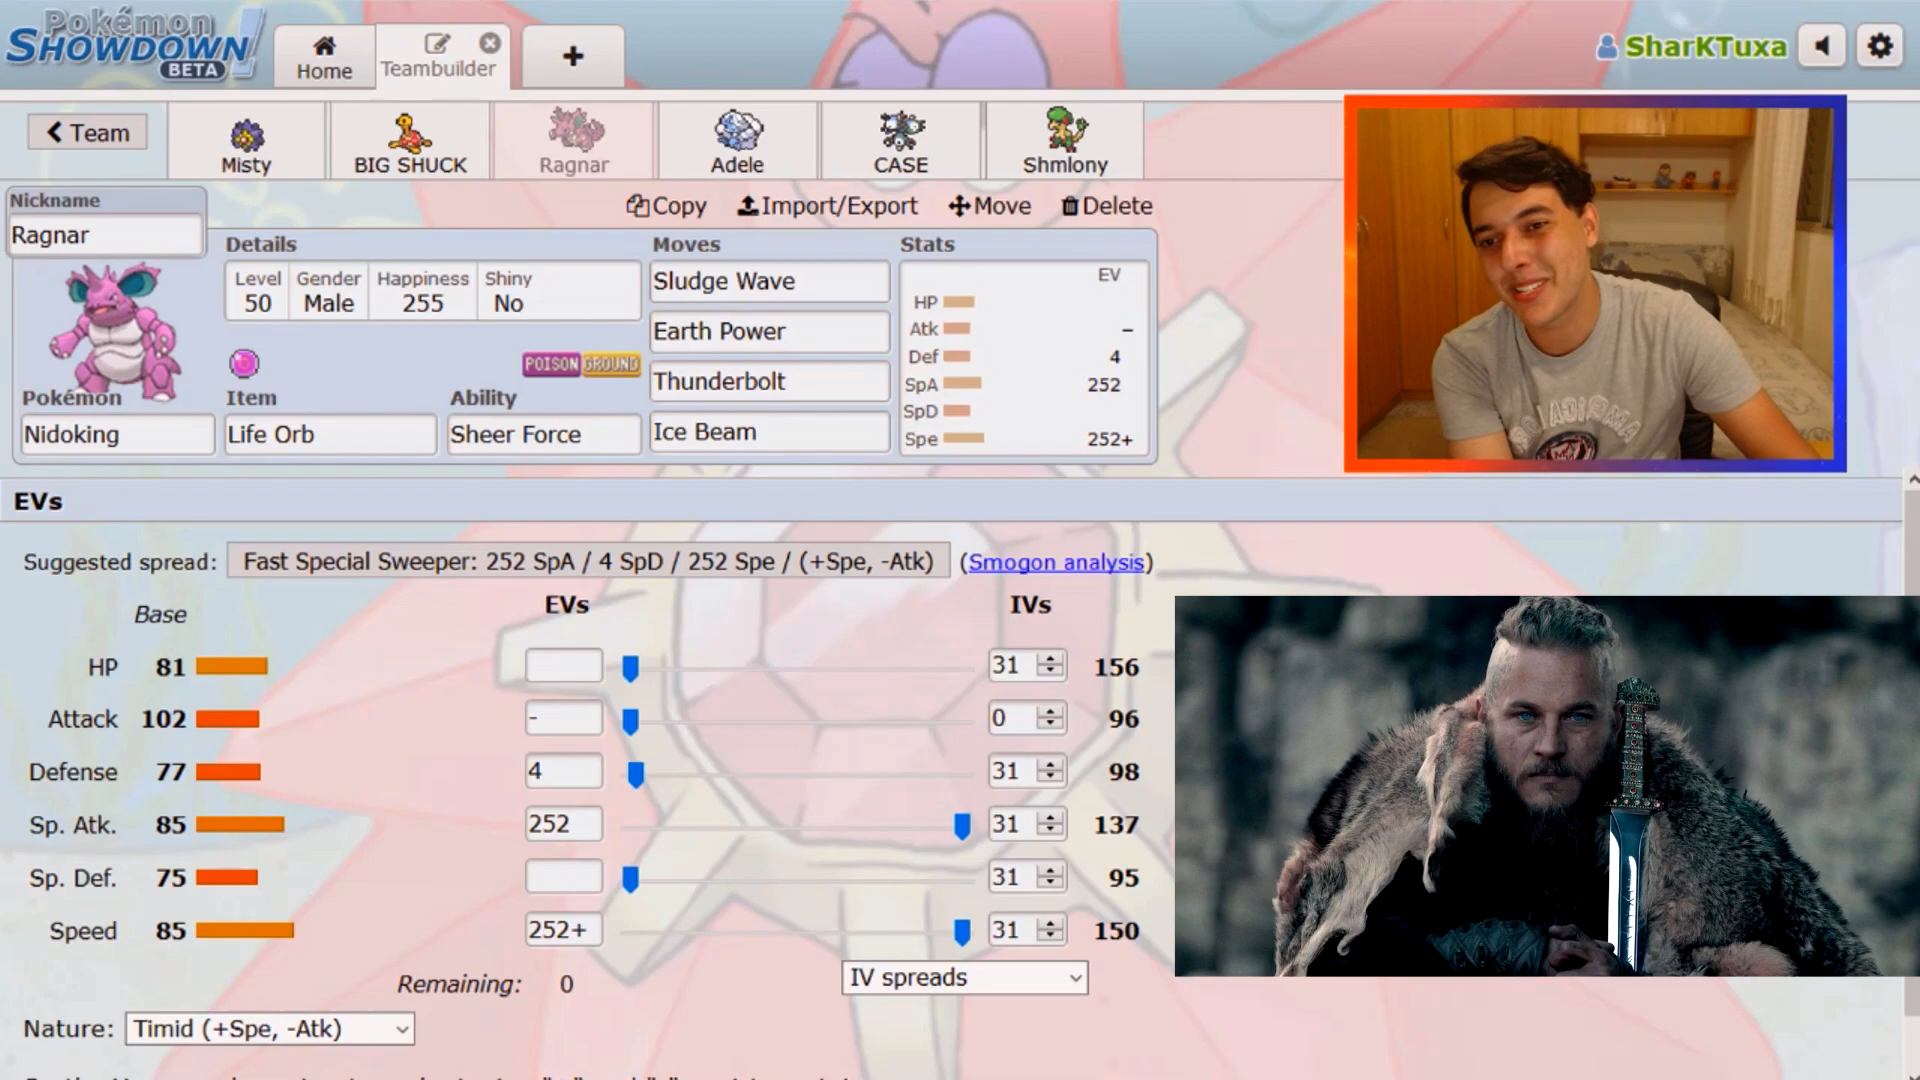 Pokémon
SHOWDOWN!
BETA
Home
Teambuilder
+
SharKTuxa
Team
Misty
BIG SHUCK
Ragnar
Adele
CASE
Shmlony
Nickname
Ragnar
Copy Import/Export Move Delete
Details
Level Gender Happiness Shiny
50 Male 255 No
POISON GROUND
Pokémon
Nidoking
Item
Life Orb
Ability
Sheer Force
Moves
Sludge Wave
Earth Power
Thunderbolt
Ice Beam
Stats
EV
HP
Atk –
Def 4
SpA 252
SpD
Spe 252+
EVs
Suggested spread: Fast Special Sweeper: 252 SpA / 4 SpD / 252 Spe / (+Spe, -Atk) (Smogon analysis)
Base EVs IVs
HP 81 31 156
Attack 102 - 0 96
Defense 77 4 31 98
Sp. Atk. 85 252 31 137
Sp. Def. 75 31 95
Speed 85 252+ 31 150
Remaining: 0
IV spreads
Nature: Timid (+Spe, -Atk)